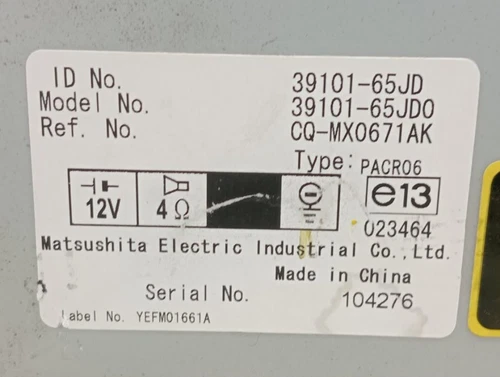 ID No. 39101-65JD
Model No. 39101-65JD0
Ref. No. CQ-MX0671AK
Type: PACR06
12V 4Ω e13
023464
Matsushita Electric Industrial Co.,Ltd.
Made in China
Serial No. 104276
Label No. YEFM01661A